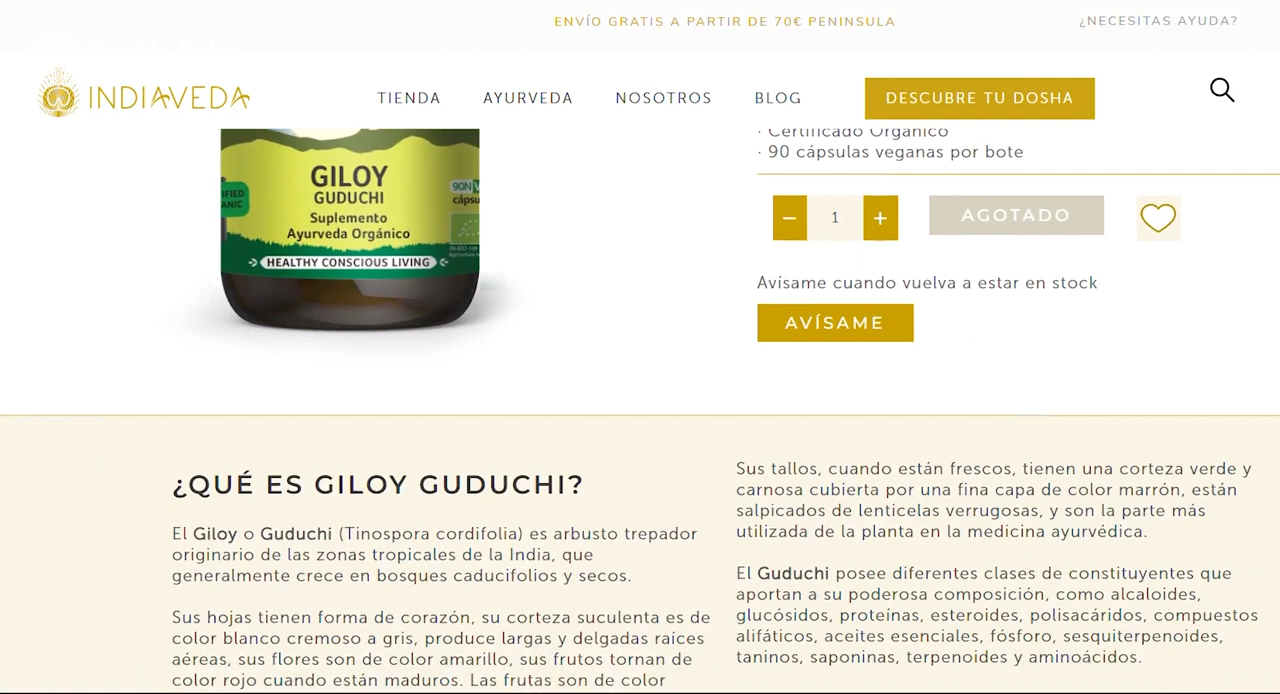 ENVÍO GRATIS A PARTIR DE 70€ PENINSULA
¿NECESITAS AYUDA?
INDIAVEDA
TIENDA
AYURVEDA
NOSOTROS
BLOG
DESCUBRE TU DOSHA
· Certificado Orgánico
· 90 cápsulas veganas por bote
GILOY
GUDUCHI
Suplemento
Ayurveda Orgánico
HEALTHY CONSCIOUS LIVING
− 1 +
AGOTADO
Avísame cuando vuelva a estar en stock
AVÍSAME
¿QUÉ ES GILOY GUDUCHI?
El Giloy o Guduchi (Tinospora cordifolia) es arbusto trepador
originario de las zonas tropicales de la India, que
generalmente crece en bosques caducifolios y secos.
Sus hojas tienen forma de corazón, su corteza suculenta es de
color blanco cremoso a gris, produce largas y delgadas raíces
aéreas, sus flores son de color amarillo, sus frutos tornan de
color rojo cuando están maduros. Las frutas son de color
Sus tallos, cuando están frescos, tienen una corteza verde y
carnosa cubierta por una fina capa de color marrón, están
salpicados de lenticelas verrugosas, y son la parte más
utilizada de la planta en la medicina ayurvédica.
El Guduchi posee diferentes clases de constituyentes que
aportan a su poderosa composición, como alcaloides,
glucósidos, proteínas, esteroides, polisacáridos, compuestos
alifáticos, aceites esenciales, fósforo, sesquiterpenoides,
taninos, saponinas, terpenoides y aminoácidos.